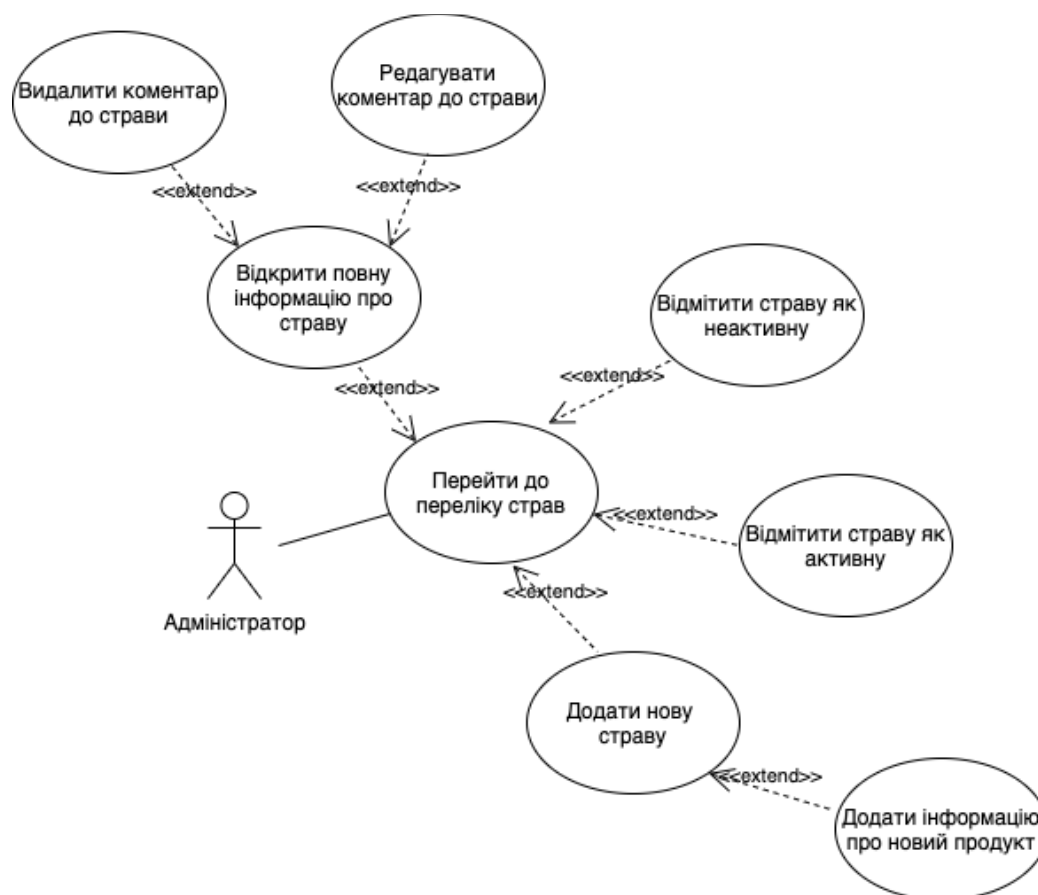 Видалити коментар
до страви
Редагувати
коментар до страви
<<extend>>
<<extend>>
Відкрити повну
інформацію про
страву
Відмітити страву як
неактивну
<<extend>>
<<extend>>
Перейти до
переліку страв
<<extend>>
Відмітити страву як
активну
<<extend>>
Адміністратор
Додати нову
страву
<<extend>>
Додати інформацію
про новий продукт